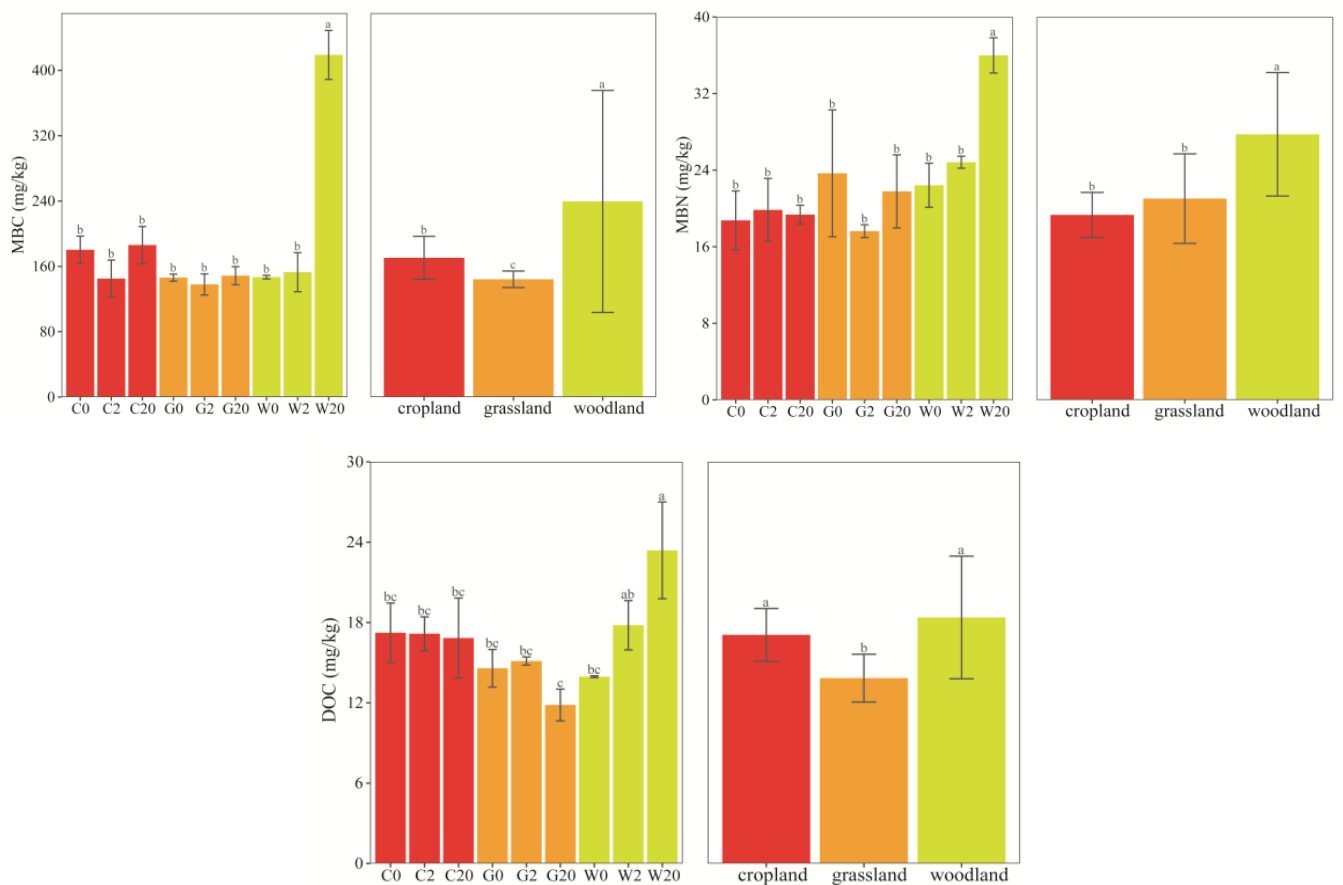 MBC (mg/kg)
400
320
240
160
80
0
b
b
b
b
b
b
b
b
a
C0 C2 C20 G0 G2 G20 W0 W2 W20
b
c
a
cropland grassland woodland
MBN (mg/kg)
40
32
24
16
8
0
b
b
b
b
b
b
b
b
a
C0 C2 C20 G0 G2 G20 W0 W2 W20
b
b
a
cropland grassland woodland
DOC (mg/kg)
30
24
18
12
6
0
bc
bc
bc
bc
bc
c
bc
ab
a
C0 C2 C20 G0 G2 G20 W0 W2 W20
a
b
a
cropland grassland woodland